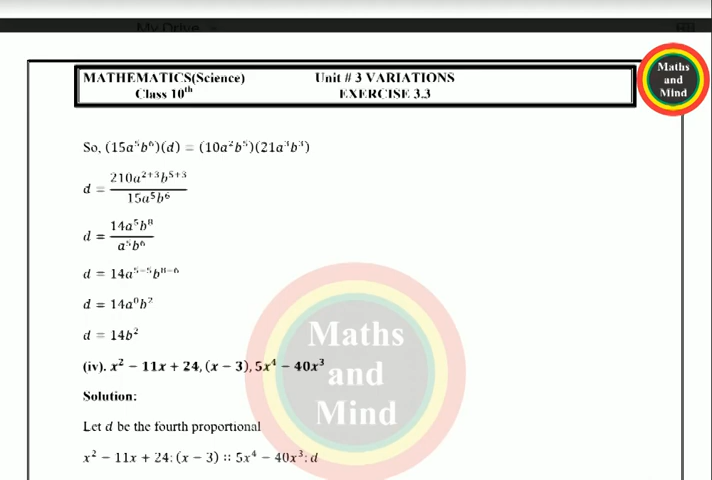 My Drive
MATHEMATICS(Science) Unit # 3 VARIATIONS
Class 10th EXERCISE 3.3
Maths
and
Mind
So, (15a⁵b⁶)(d) = (10a²b⁵)(21a³b³)
d = 210a²⁺³b⁵⁺³ / 15a⁵b⁶
d = 14a⁵b⁸ / a⁵b⁶
d = 14a⁵⁻⁵b⁸⁻⁶
d = 14a⁰b²
d = 14b²
(iv). x² − 11x + 24, (x − 3), 5x⁴ − 40x³
Solution:
Let d be the fourth proportional
x² − 11x + 24: (x − 3) :: 5x⁴ − 40x³: d
Maths
and
Mind